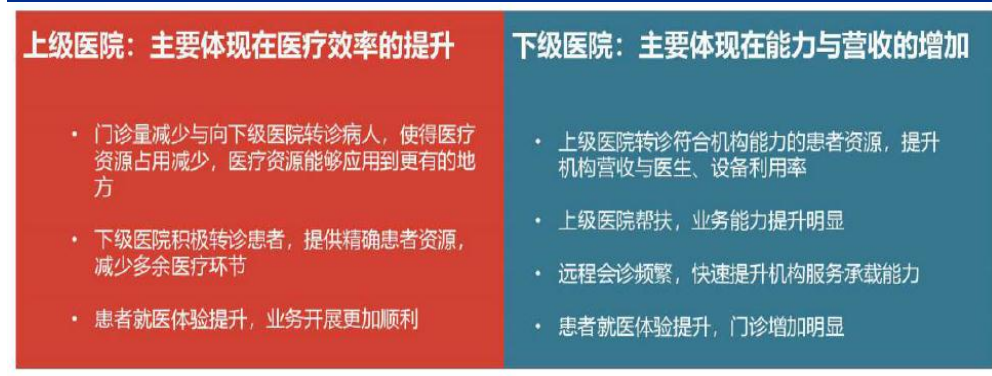 上级医院：主要体现在医疗效率的提升
• 门诊量减少与向下级医院转诊病人，使得医疗
资源占用减少，医疗资源能够应用到更有的地
方
• 下级医院积极转诊患者，提供精确患者资源，
减少多余医疗环节
• 患者就医体验提升，业务开展更加顺利
下级医院：主要体现在能力与营收的增加
• 上级医院转诊符合机构能力的患者资源，提升
机构营收与医生、设备利用率
• 上级医院帮扶，业务能力提升明显
• 远程会诊频繁，快速提升机构服务承载能力
• 患者就医体验提升，门诊增加明显